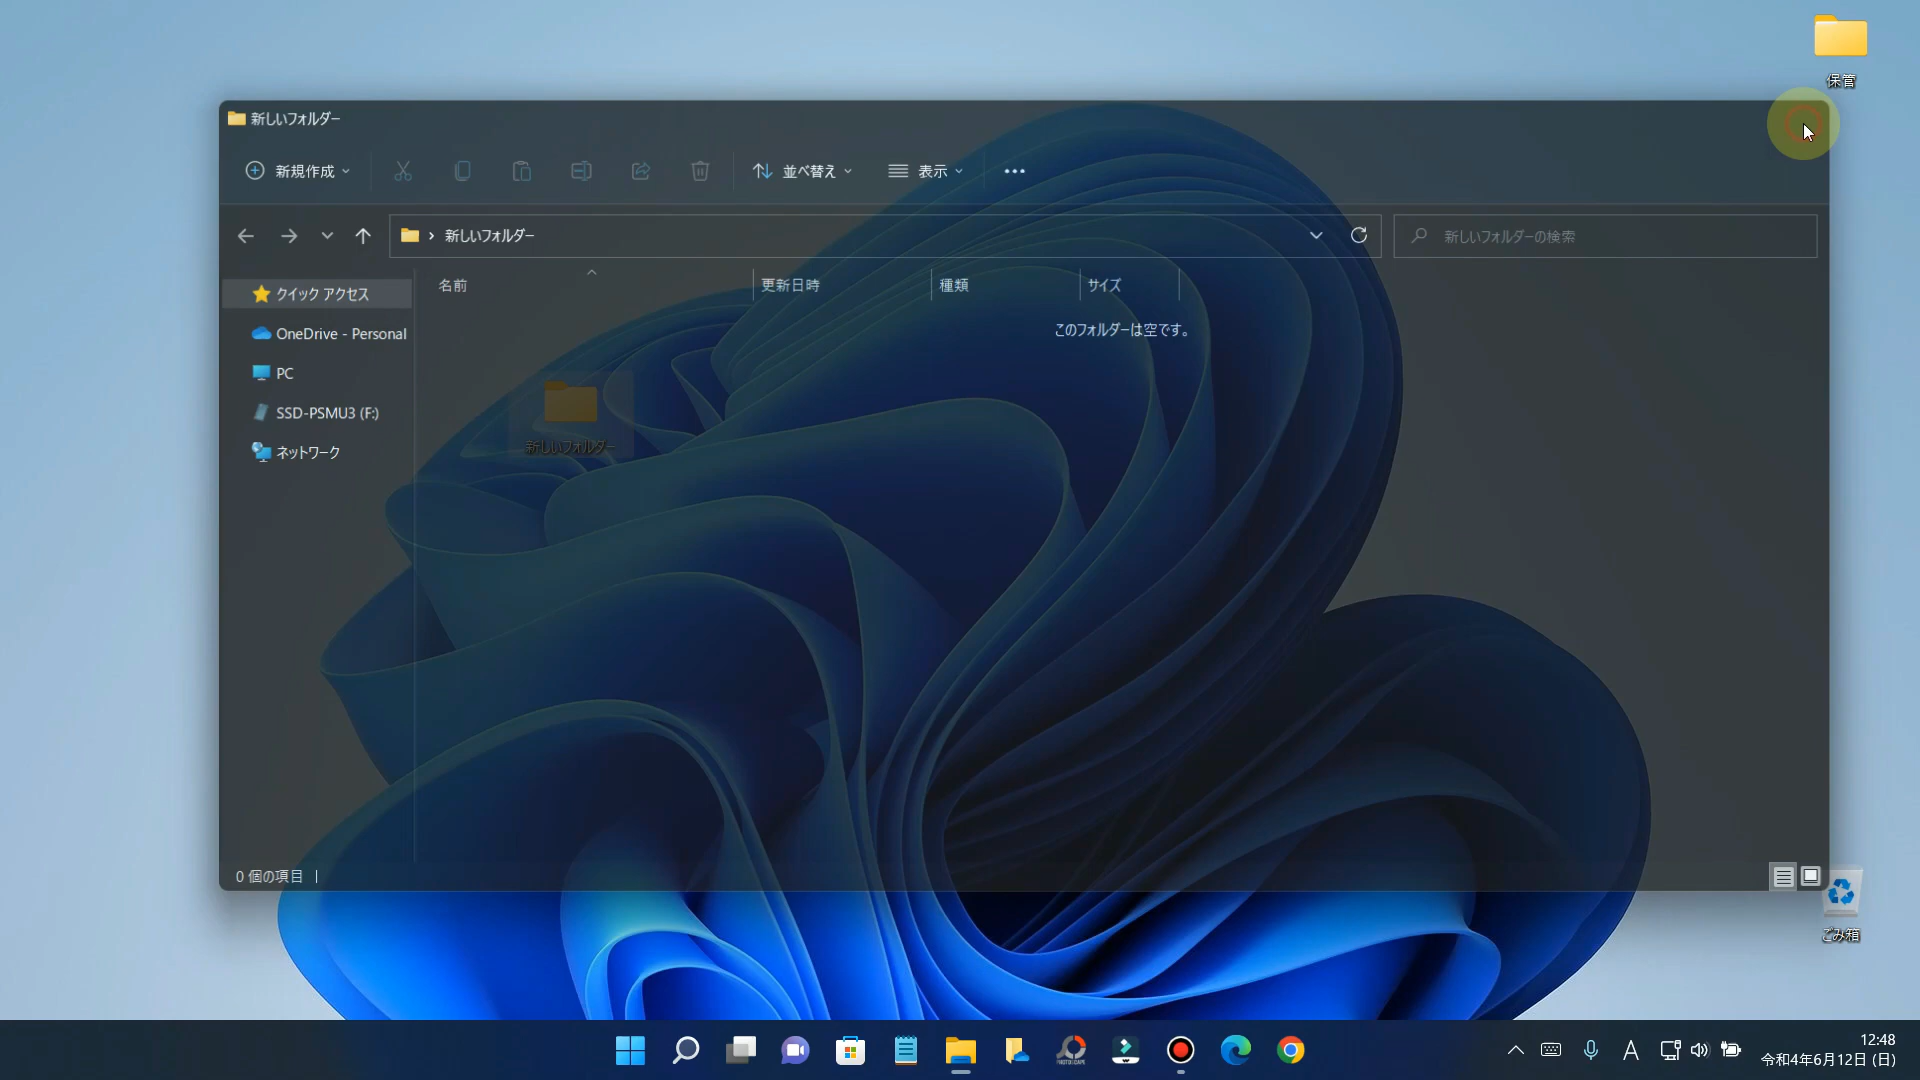 保管
新しいフォルダー
新規作成
並べ替え
表示
新しいフォルダー
新しいフォルダーの検索
名前
更新日時
種類
サイズ
クイック アクセス
このフォルダーは空です。
OneDrive - Personal
PC
SSD-PSMU3 (F:)
ネットワーク
新しいフォルダー
0 個の項目
ごみ箱
A
12:48
令和4年6月12日 (日)